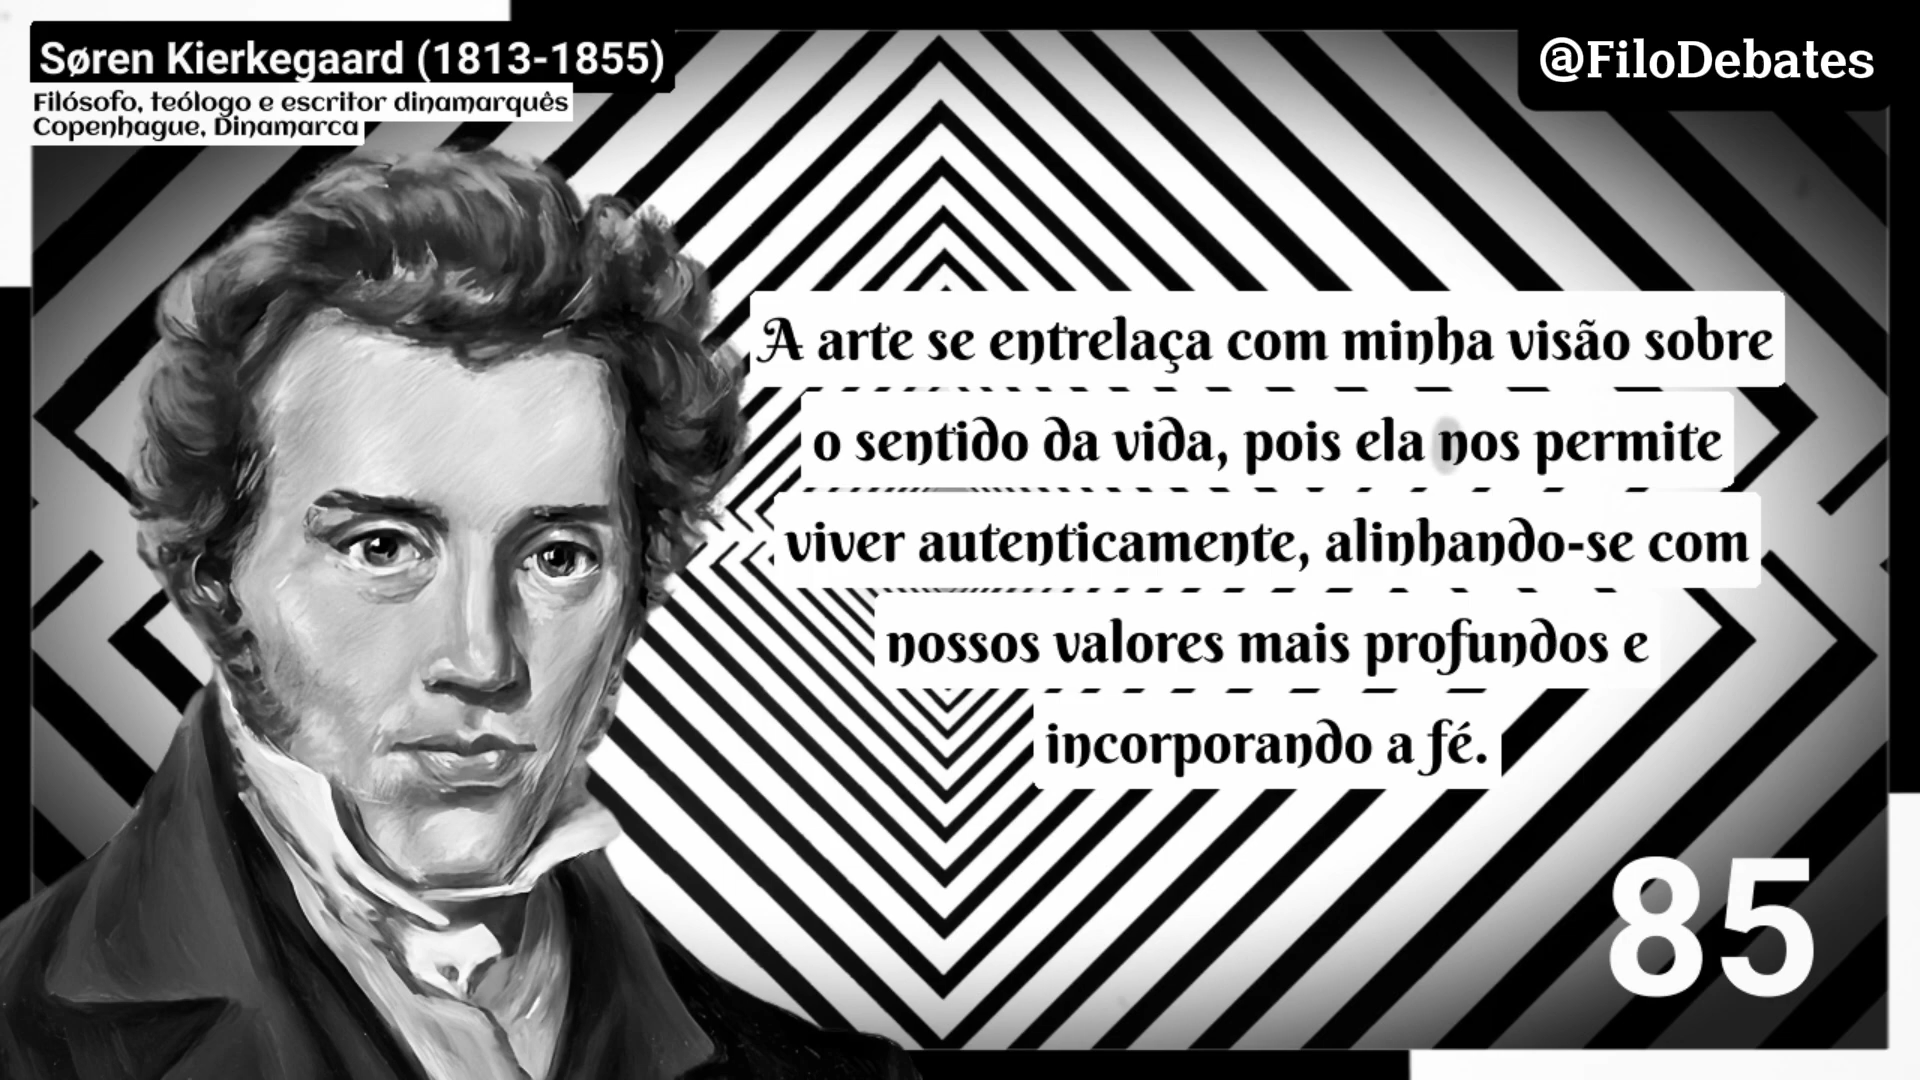 Søren Kierkegaard (1813-1855)
Filósofo, teólogo e escritor dinamarquês
Copenhague, Dinamarca
@FiloDebates
A arte se entrelaça com minha visão sobre
o sentido da vida, pois ela nos permite
viver autenticamente, alinhando-se com
nossos valores mais profundos e
incorporando a fé.
85